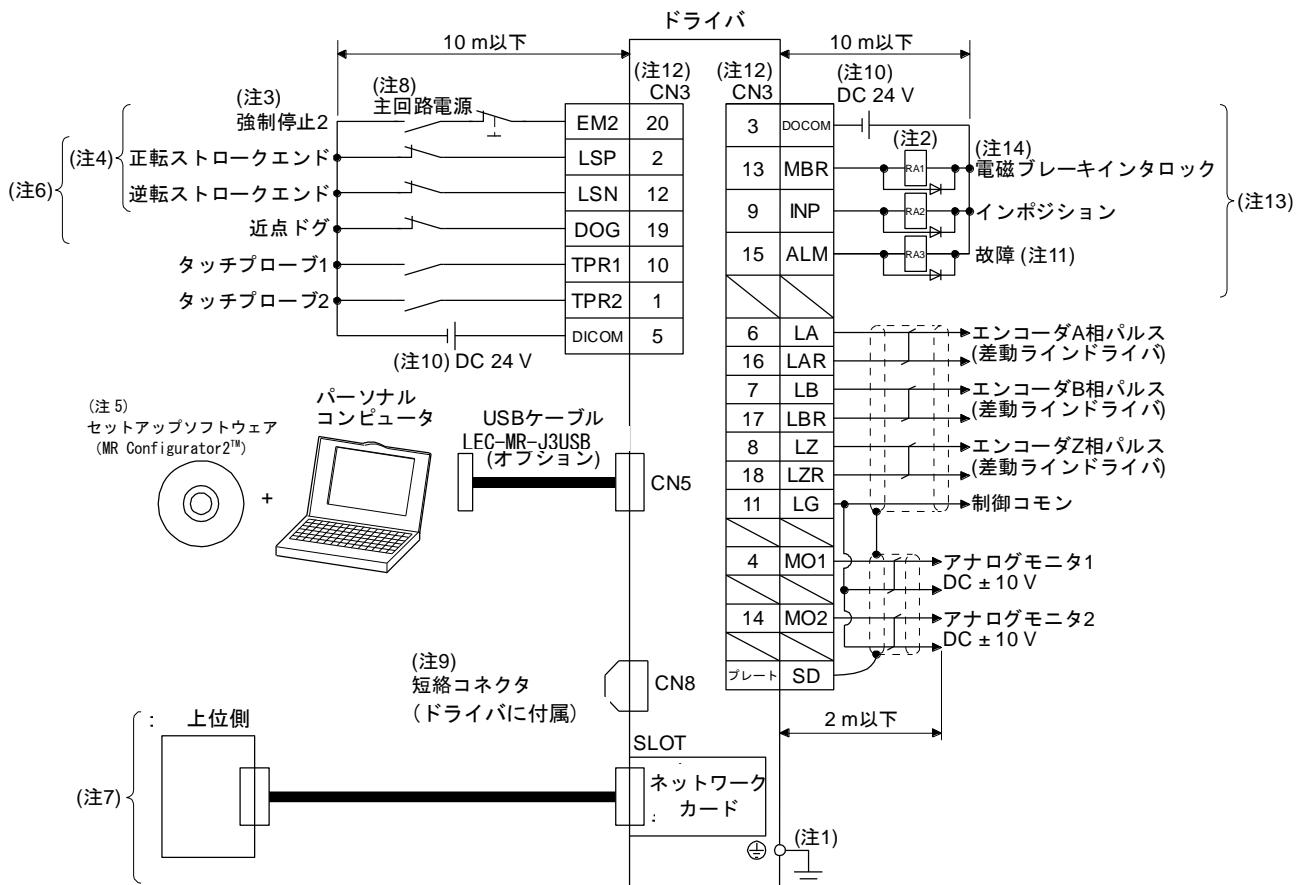 ドライバ
10 m以下
10 m以下
(注12)
CN3
(注12)
CN3
(注10)
DC 24 V
(注3)
強制停止2
(注8)
主回路電源
EM2 20
(注4)
正転ストロークエンド
LSP 2
(注6)
逆転ストロークエンド
LSN 12
近点ドグ
DOG 19
タッチプローブ1
TPR1 10
タッチプローブ2
TPR2 1
DICOM 5
(注10) DC 24 V
3 DOCOM
(注2)
13 MBR
RA1
(注14)
電磁ブレーキインタロック
9 INP
RA2
インポジション
15 ALM
RA3
故障 (注11)
(注13)
6 LA
エンコーダA相パルス
16 LAR
(差動ラインドライバ)
7 LB
エンコーダB相パルス
17 LBR
(差動ラインドライバ)
8 LZ
エンコーダZ相パルス
18 LZR
(差動ラインドライバ)
11 LG
制御コモン
4 MO1
アナログモニタ1
DC ± 10 V
14 MO2
アナログモニタ2
DC ± 10 V
プレート SD
2 m以下
(注 5)
セットアップソフトウェア
(MR Configurator2™)
+
パーソナル
コンピュータ
USBケーブル
LEC-MR-J3USB
(オプション)
CN5
(注9)
短絡コネクタ
(ドライバに付属)
CN8
(注7)
: 上位側
SLOT
ネットワーク
カード
:
(注1)